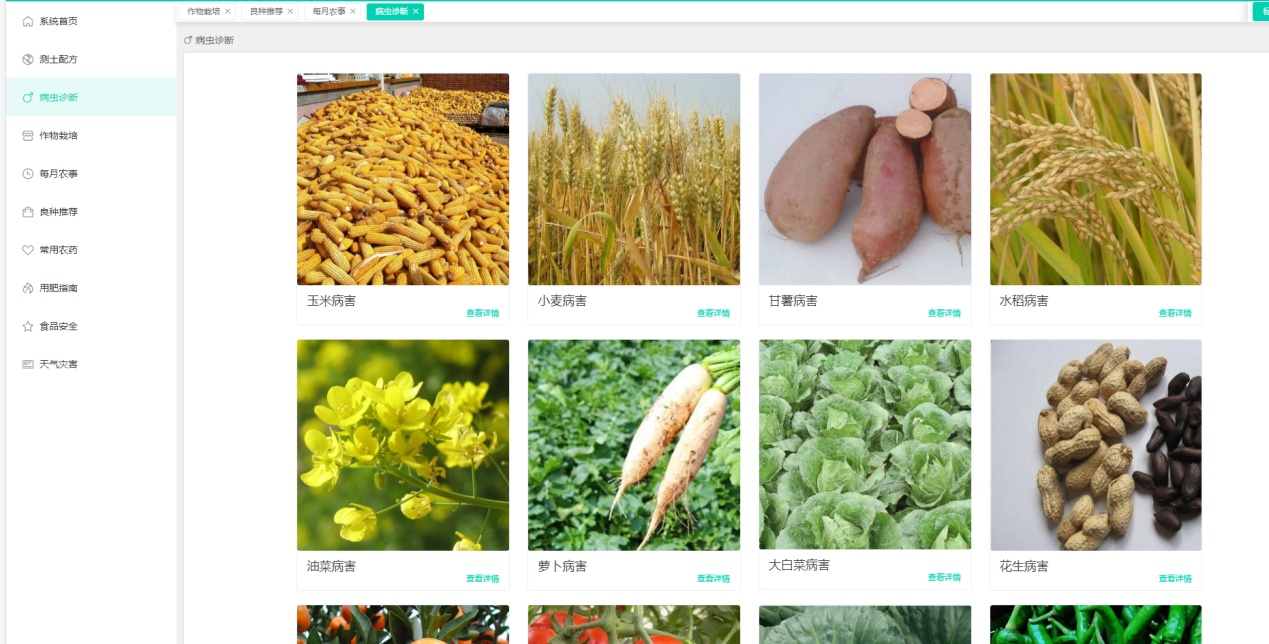 作物栽培 ×
良种推荐 ×
每月农事 ×
病虫诊断 ×
系统首页
测土配方
病虫诊断
作物栽培
每月农事
良种推荐
常用农药
用肥指南
食品安全
天气灾害
病虫诊断
玉米病害
查看详情
小麦病害
查看详情
甘薯病害
查看详情
水稻病害
查看详情
油菜病害
查看详情
萝卜病害
查看详情
大白菜病害
查看详情
花生病害
查看详情